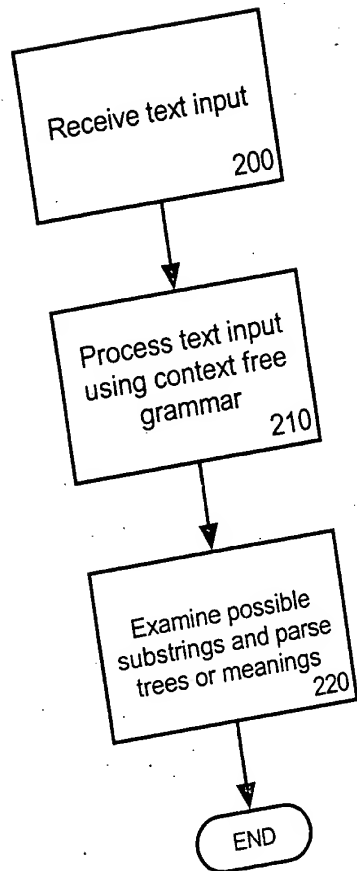 Receive text input
200
Process text input
using context free
grammar
210
Examine possible
substrings and parse
trees or meanings
220
END